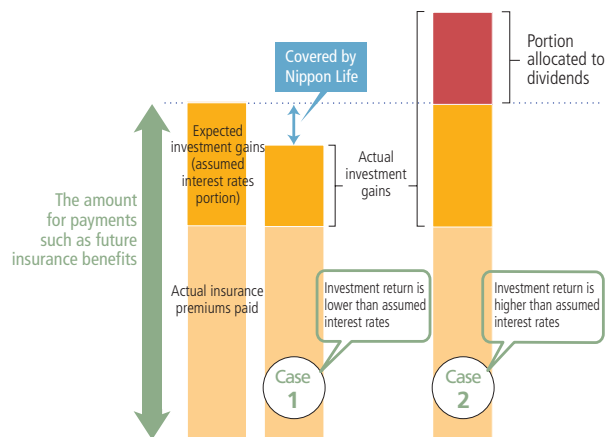 Covered by
Nippon Life
Portion
allocated to
dividends
Expected
investment gains
(assumed
interest rates
portion)
Actual
investment
gains
The amount
for payments
such as future
insurance benefits
Actual insurance
premiums paid
Investment return is
lower than assumed
interest rates
Investment return is
higher than assumed
interest rates
Case
1
Case
2